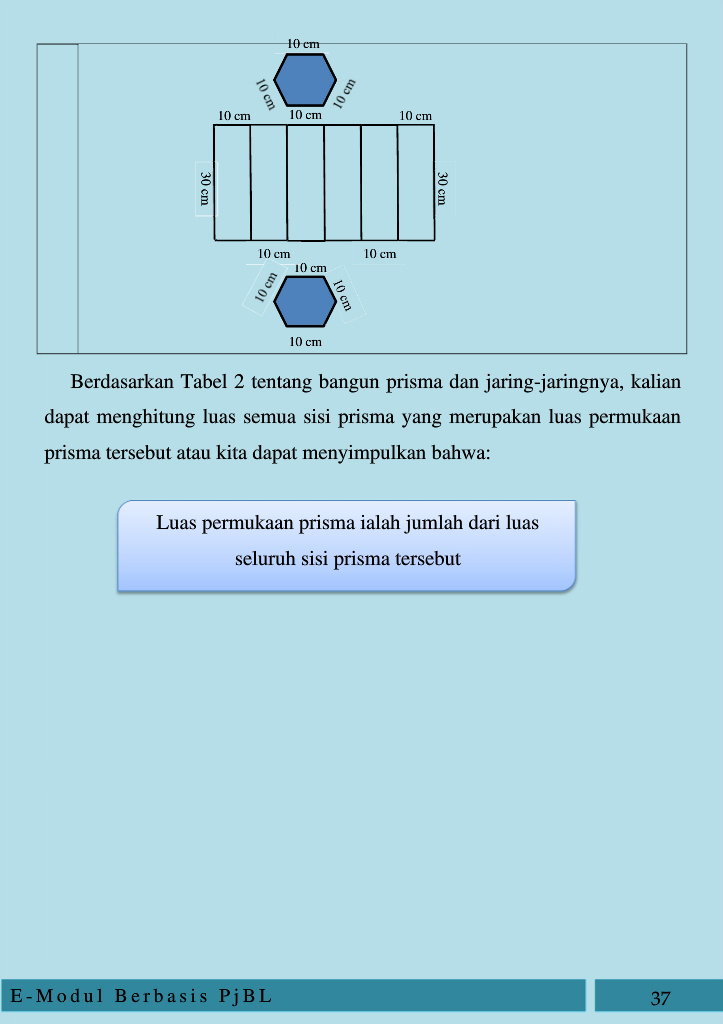 10 cm
10 cm 10 cm
10 cm 10 cm 10 cm
30 cm 30 cm
10 cm 10 cm
10 cm
10 cm 10 cm
10 cm
Berdasarkan Tabel 2 tentang bangun prisma dan jaring-jaringnya, kalian
dapat menghitung luas semua sisi prisma yang merupakan luas permukaan
prisma tersebut atau kita dapat menyimpulkan bahwa:
Luas permukaan prisma ialah jumlah dari luas
seluruh sisi prisma tersebut
E-Modul Berbasis PjBL 37